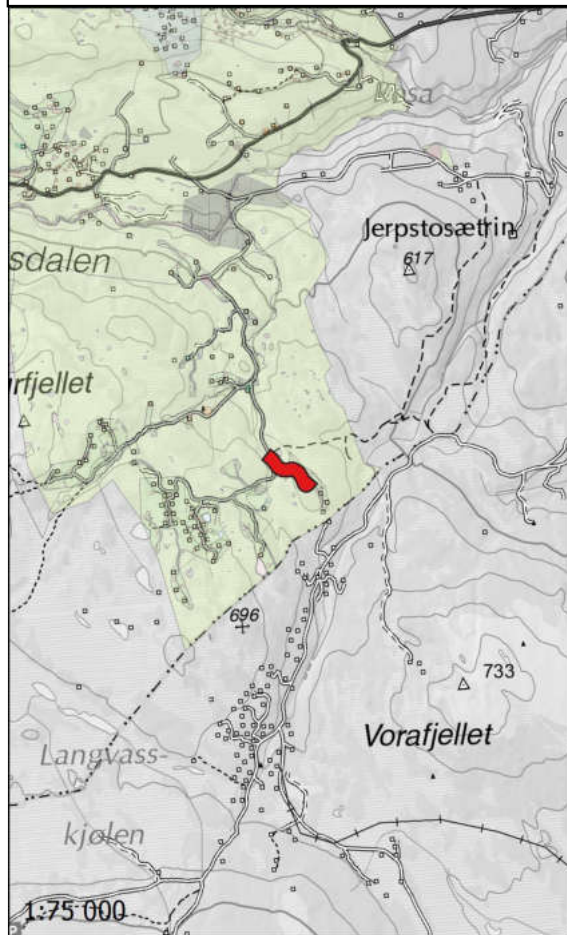 Jerpstosætrin
617
sdalen
rfjellet
696
733
Vorafjellet
Langvass-
kjølen
1:75 000